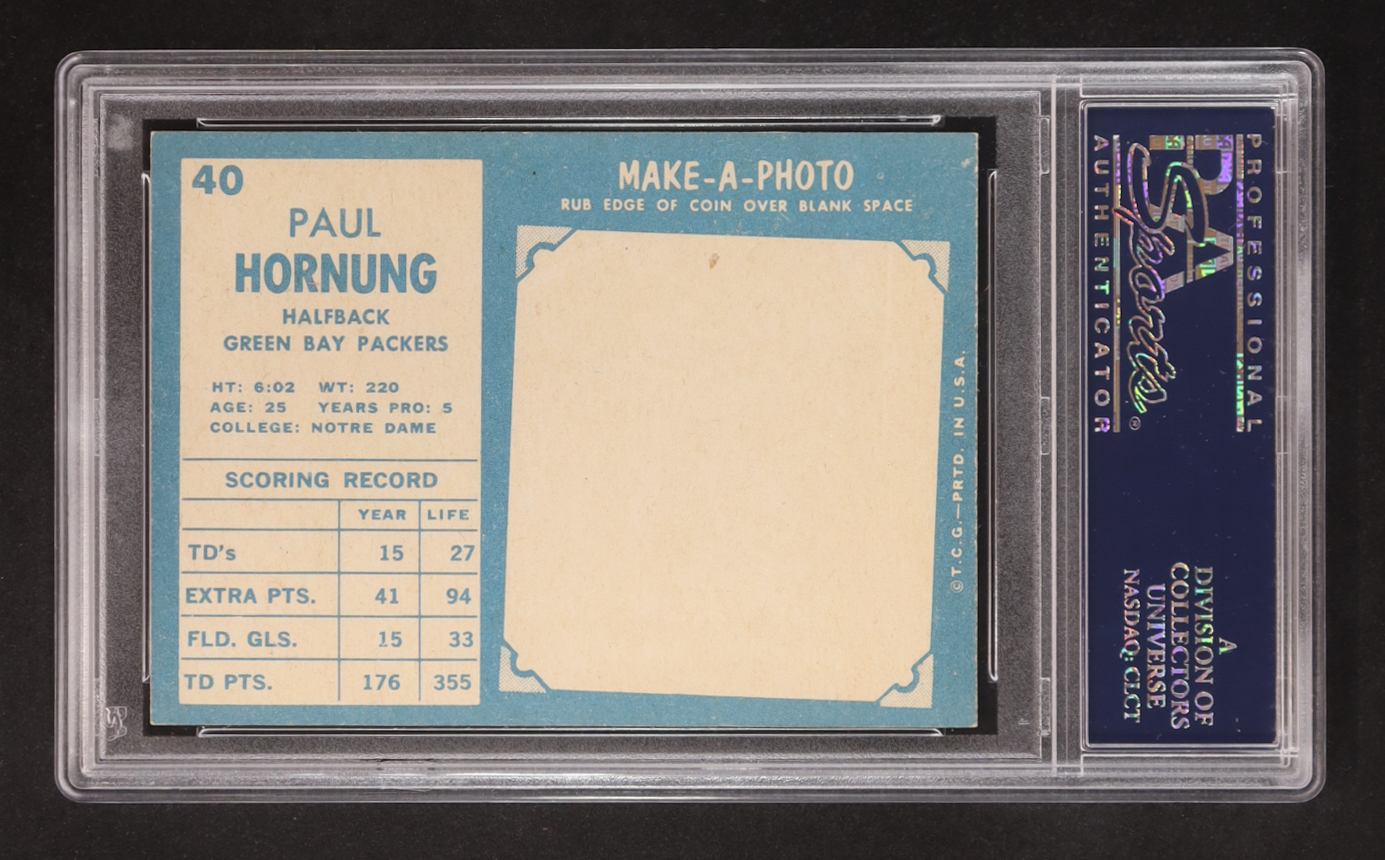 40
PAUL
HORNUNG
HALFBACK
GREEN BAY PACKERS
HT: 6:02 WT: 220
AGE: 25 YEARS PRO: 5
COLLEGE: NOTRE DAME
SCORING RECORD
YEAR LIFE
TD's 15 27
EXTRA PTS. 41 94
FLD. GLS. 15 33
TD PTS. 176 355
MAKE-A-PHOTO
RUB EDGE OF COIN OVER BLANK SPACE
©T.C.G.—PRTD. IN U.S.A.
PROFESSIONAL
PSA
Sports®
AUTHENTICATOR
A
DIVISION OF
COLLECTORS
UNIVERSE
NASDAQ: CLCT